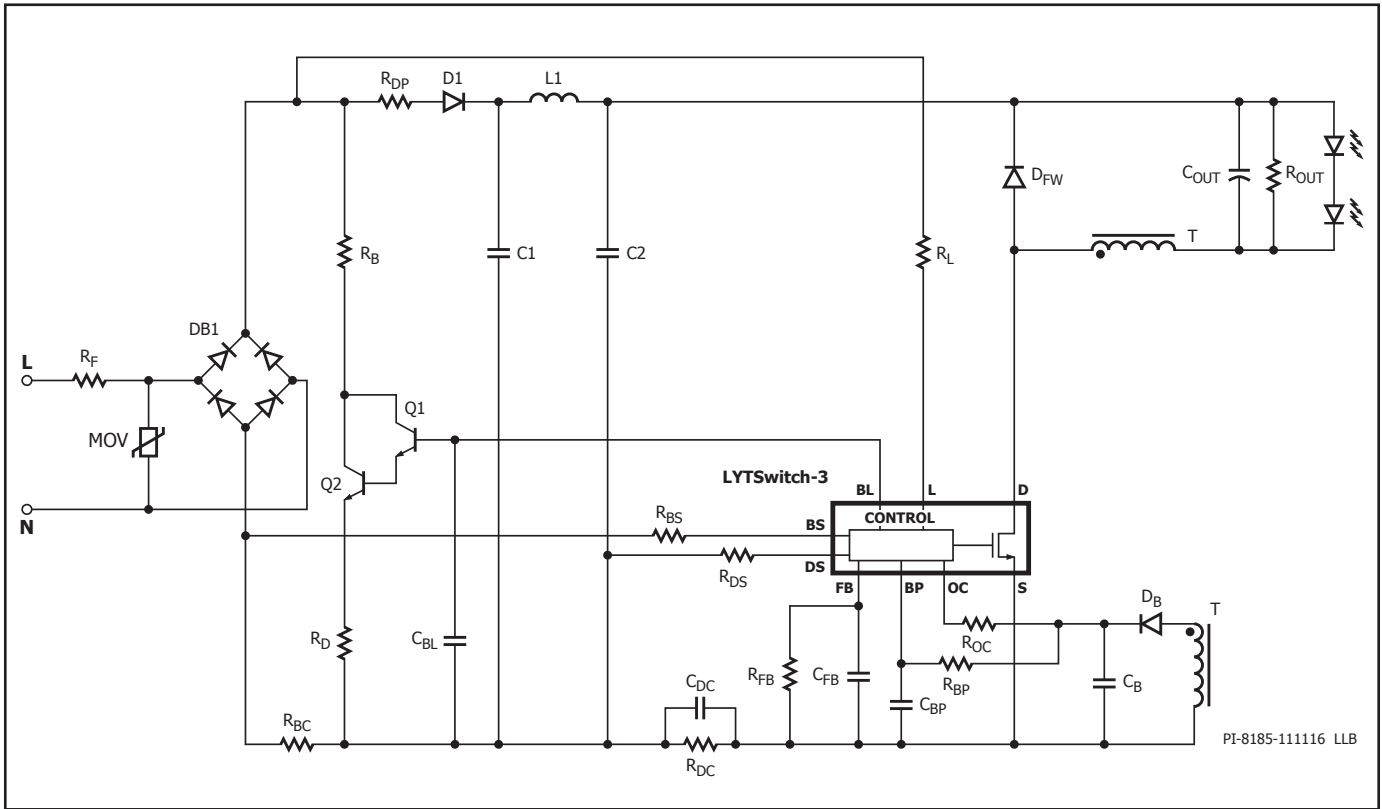 RDP
D1
L1
RB
C1
C2
RL
DFW
COUT
ROUT
T
DB1
L
RF
MOV
N
Q1
Q2
LYTSwitch-3
BL
L
D
CONTROL
BS
DS
RBS
RDS
FB
BP
OC
S
RD
CBL
RFB
CFB
ROC
RBP
CBP
DB
T
CB
CDC
RBC
RDC
PI-8185-111116 LLB